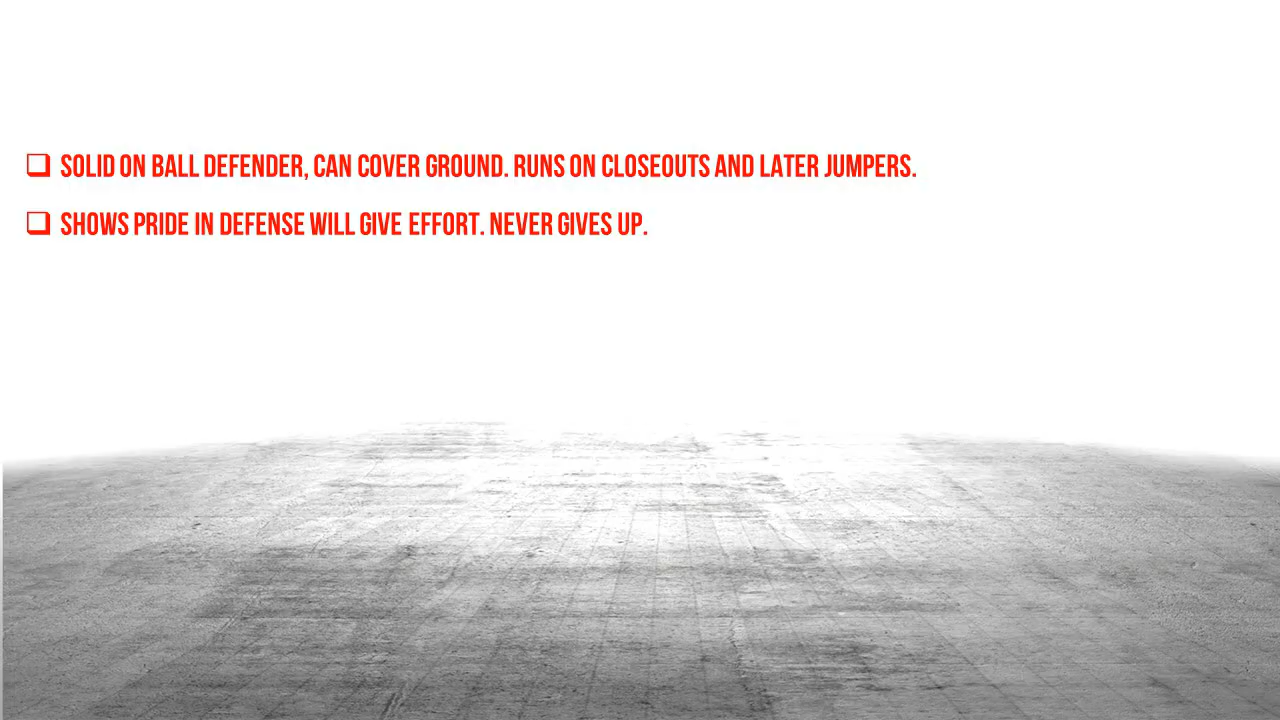 ❑ SOLID ON BALL DEFENDER, CAN COVER GROUND. RUNS ON CLOSEOUTS AND LATER JUMPERS.
❑ SHOWS PRIDE IN DEFENSE WILL GIVE EFFORT. NEVER GIVES UP.